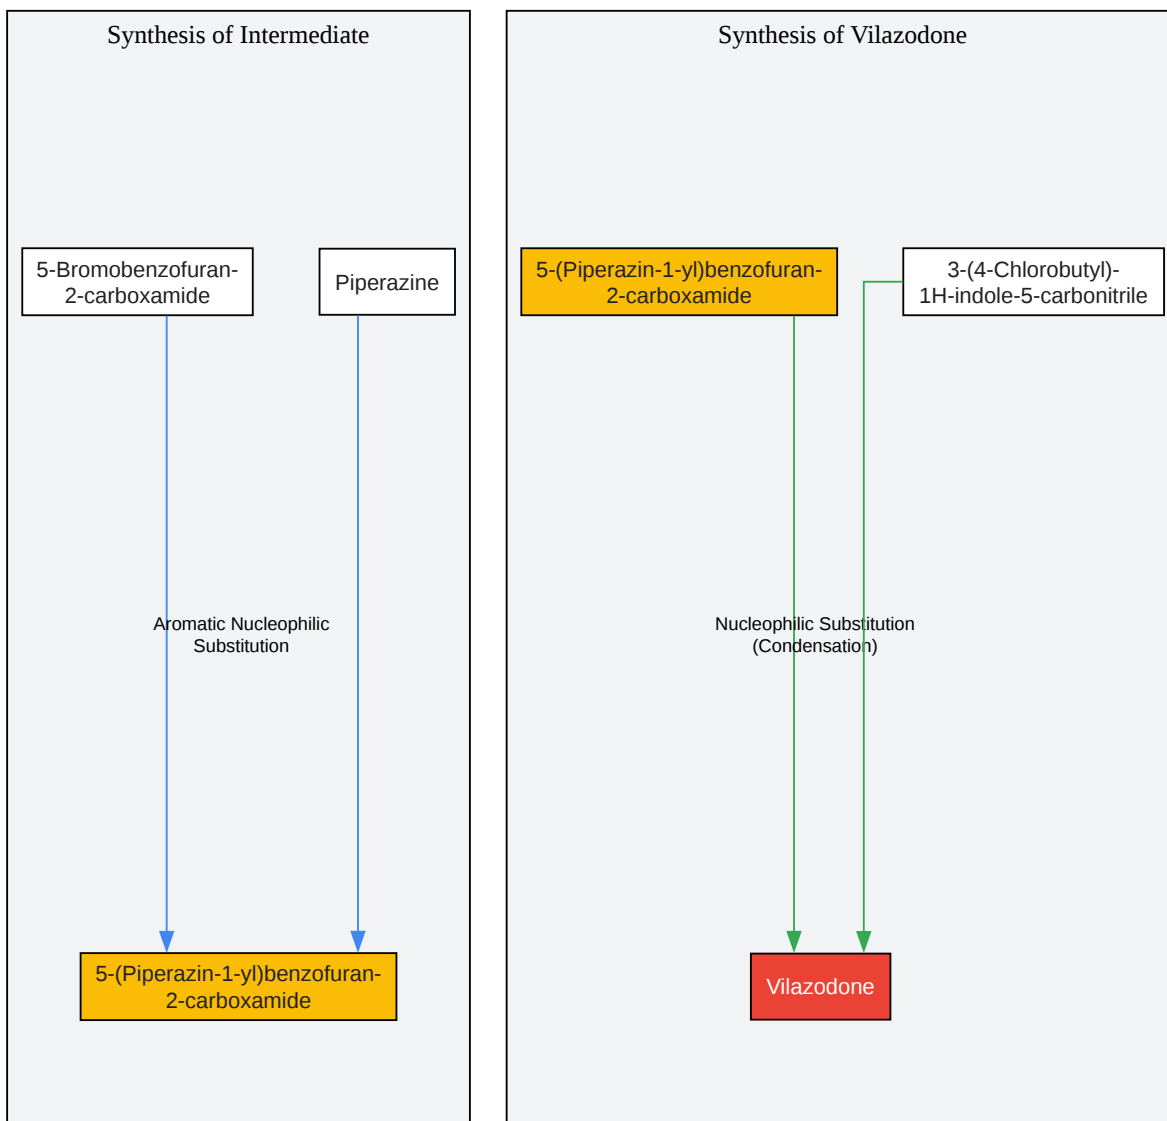 Synthesis of Intermediate
5-Bromobenzofuran-
2-carboxamide
Piperazine
Aromatic Nucleophilic
Substitution
5-(Piperazin-1-yl)benzofuran-
2-carboxamide
Synthesis of Vilazodone
5-(Piperazin-1-yl)benzofuran-
2-carboxamide
3-(4-Chlorobutyl)-
1H-indole-5-carbonitrile
Nucleophilic Substitution
(Condensation)
Vilazodone